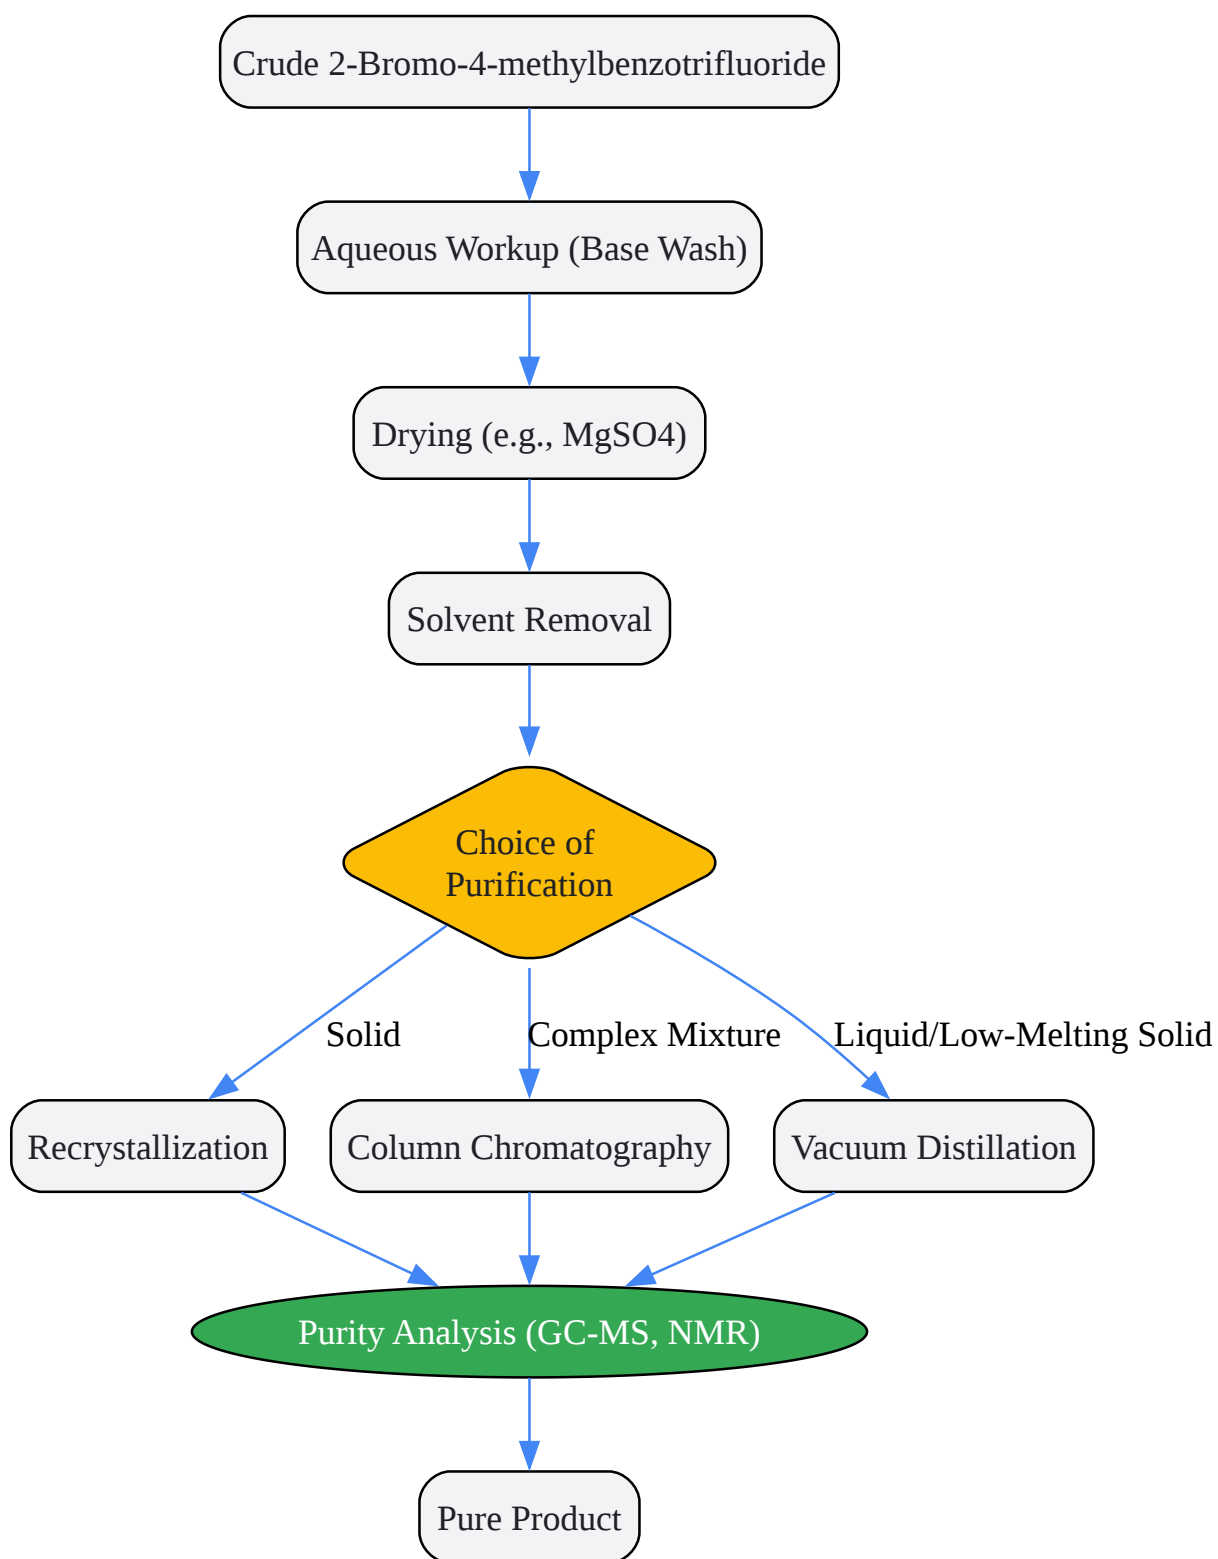 Crude 2-Bromo-4-methylbenzotrifluoride
Aqueous Workup (Base Wash)
Drying (e.g., MgSO4)
Solvent Removal
Choice of
Purification
Solid
Complex Mixture
Liquid/Low-Melting Solid
Recrystallization
Column Chromatography
Vacuum Distillation
Purity Analysis (GC-MS, NMR)
Pure Product